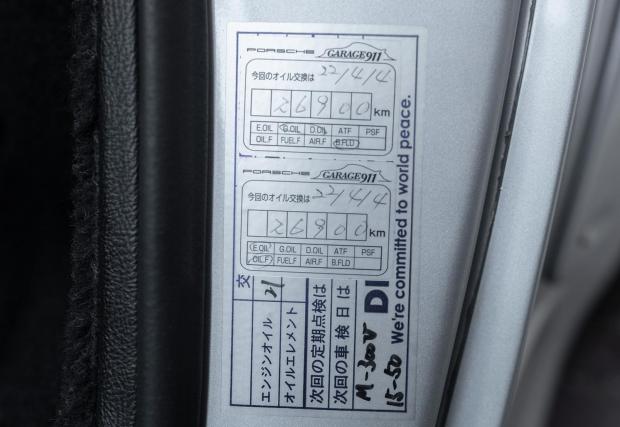 PORSCHE GARAGE911
今回のオイル交換は 22/4/4
26900 km
E.OIL G.OIL D.OIL ATF PSF
OIL.F FUEL.F AIR.F B.FLD
PORSCHE GARAGE911
今回のオイル交換は 22/4/4
26900 km
E.OIL G.OIL D.OIL ATF PSF
OIL.F FUEL.F AIR.F B.FLD
交
エンジンオイル
オイルエレメント
次回の定期点検は
次回の車検日は
DI
We're committed to world peace.
M-300V
15-50